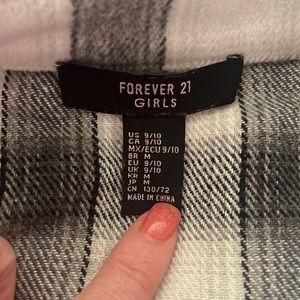 FOREVER 21
GIRLS
US 9/10
CA 9/10
MX/ECU 9/10
BR M
EU 9/10
UK 9/10
KR M
JP M
CN 130/72
MADE IN CHINA